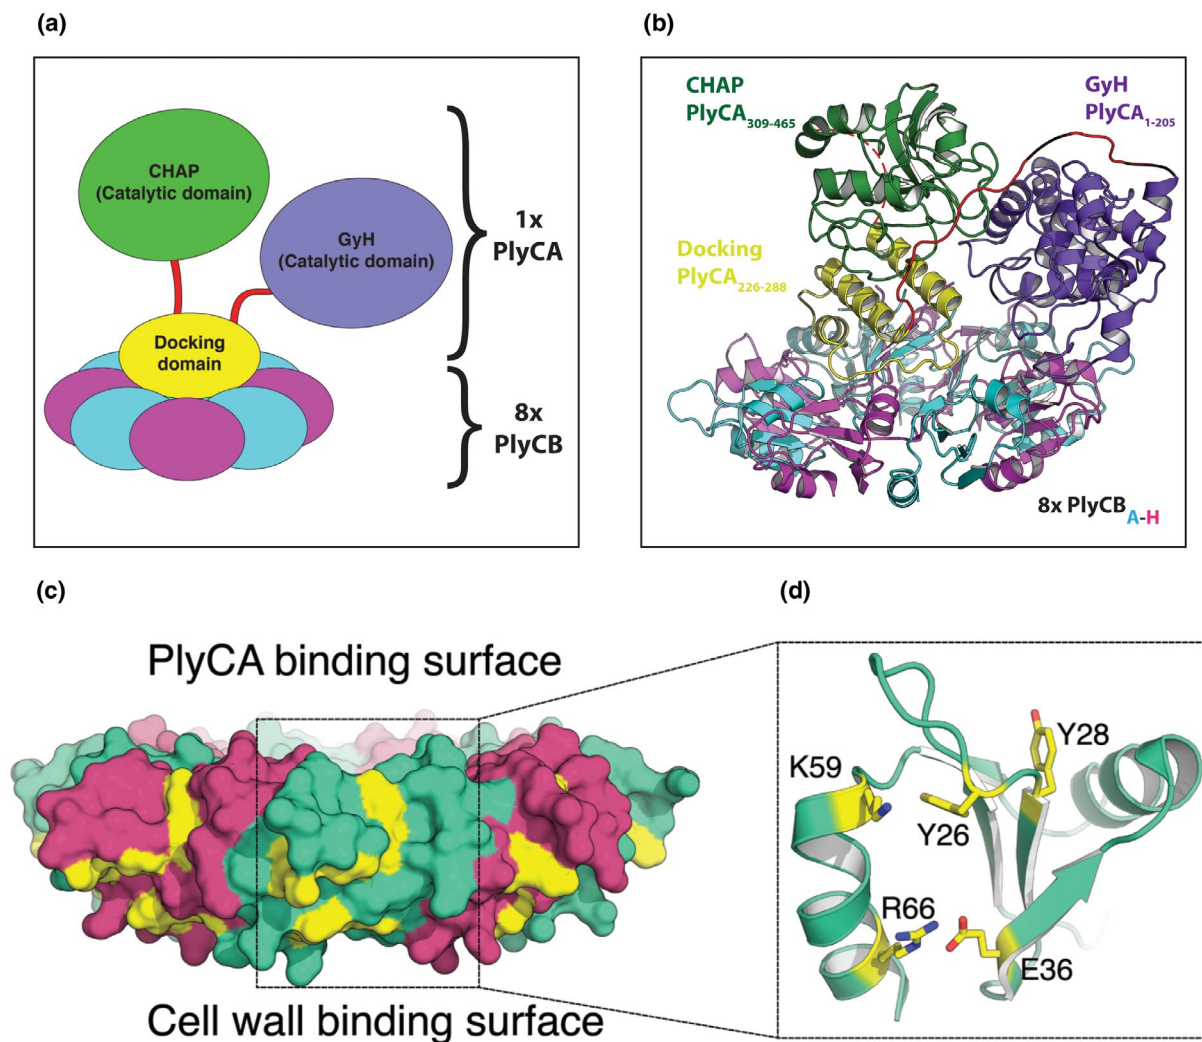 (a)
CHAP
(Catalytic domain)
GyH
(Catalytic domain)
Docking
domain
1x
PlyCA
8x
PlyCB
(b)
CHAP
PlyCA309-465
GyH
PlyCA1-205
Docking
PlyCA226-288
8x PlyCBA-H
(c)
PlyCA binding surface
Cell wall binding surface
(d)
Y28
K59
Y26
R66
E36